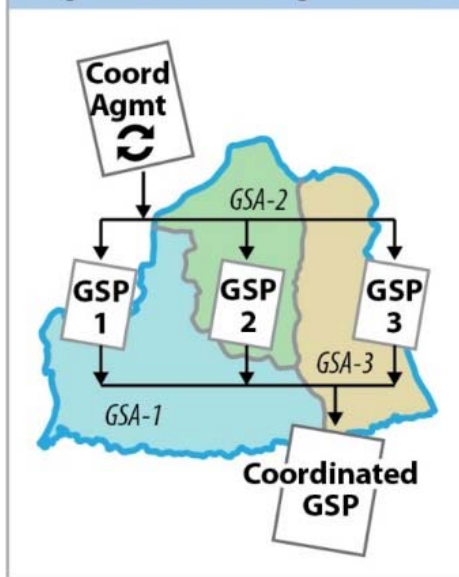 Coord
Agmt
GSA-2
GSP
1
GSP
2
GSP
3
GSA-3
GSA-1
Coordinated
GSP